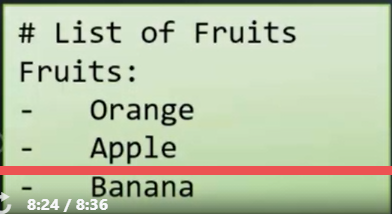 # List of Fruits
Fruits:
-   Orange
-   Apple
-   Banana
8:24 / 8:36